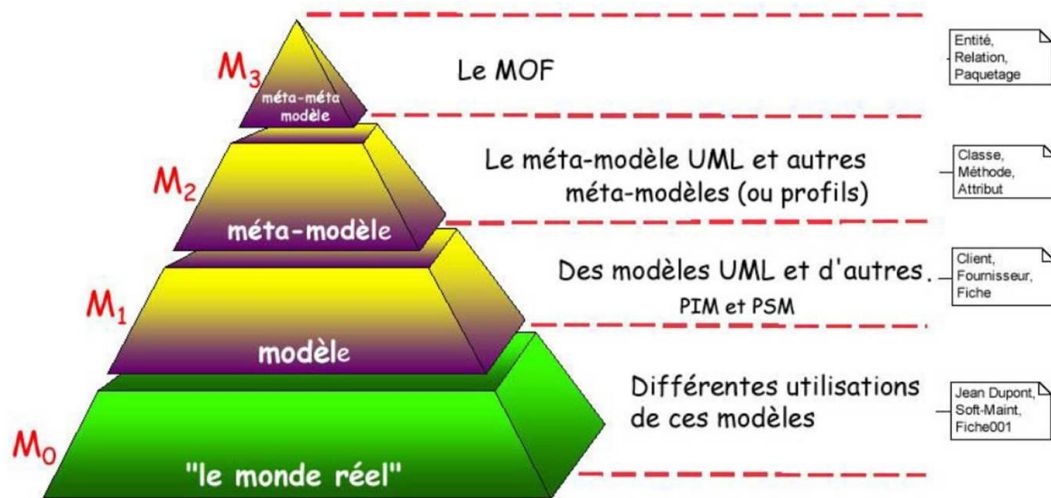 M3
méta-méta
modèle
Le MOF
Entité,
Relation,
Paquetage
M2
méta-modèle
Le méta-modèle UML et autres
méta-modèles (ou profils)
Classe,
Méthode,
Attribut
M1
modèle
Des modèles UML et d'autres.
PIM et PSM
Client,
Fournisseur,
Fiche
M0
"le monde réel"
Différentes utilisations
de ces modèles
Jean Dupont,
Soft-Maint,
Fiche001